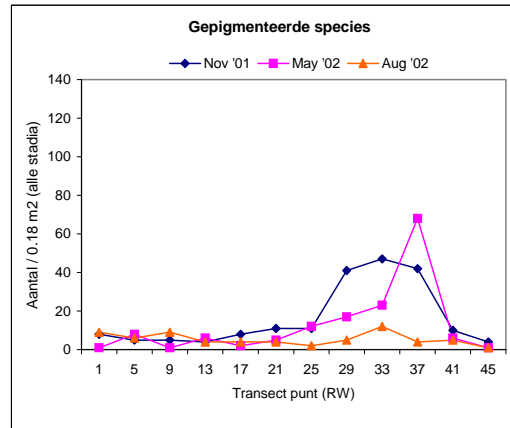 Gepigmenteerde species
Nov '01 May '02 Aug '02
Aantal / 0.18 m2 (alle stadia)
140
120
100
80
60
40
20
0
1 5 9 13 17 21 25 29 33 37 41 45
Transect punt (RW)